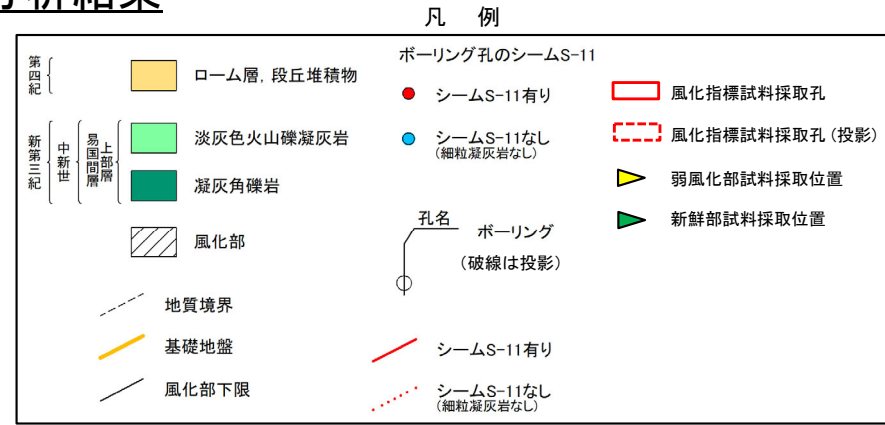 分析結果
凡 例
第四紀
ローム層，段丘堆積物
新第三紀
中新世
易国間層
上部層
淡灰色火山礫凝灰岩
凝灰角礫岩
風化部
地質境界
基礎地盤
風化部下限
ボーリング孔のシームS-11
シームS-11有り
シームS-11なし
(細粒凝灰岩なし)
孔名
ボーリング
(破線は投影)
シームS-11有り
シームS-11なし
(細粒凝灰岩なし)
風化指標試料採取孔
風化指標試料採取孔（投影）
弱風化部試料採取位置
新鮮部試料採取位置